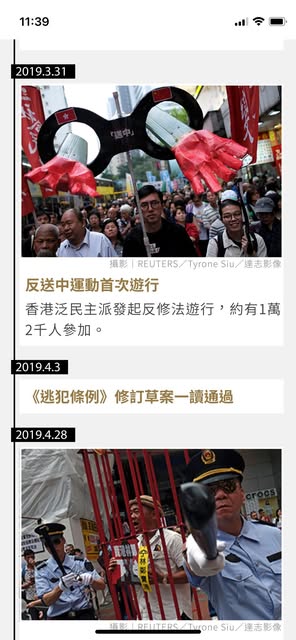 11:39
2019.3.31
「送中」
攝影｜REUTERS／Tyrone Siu／達志影像
反送中運動首次遊行
香港泛民主派發起反修法遊行，約有1萬
2千人參加。
2019.4.3
《逃犯條例》修訂草案一讀通過
2019.4.28
crocs
攝影｜REUTERS／Tyrone Siu／達志影像